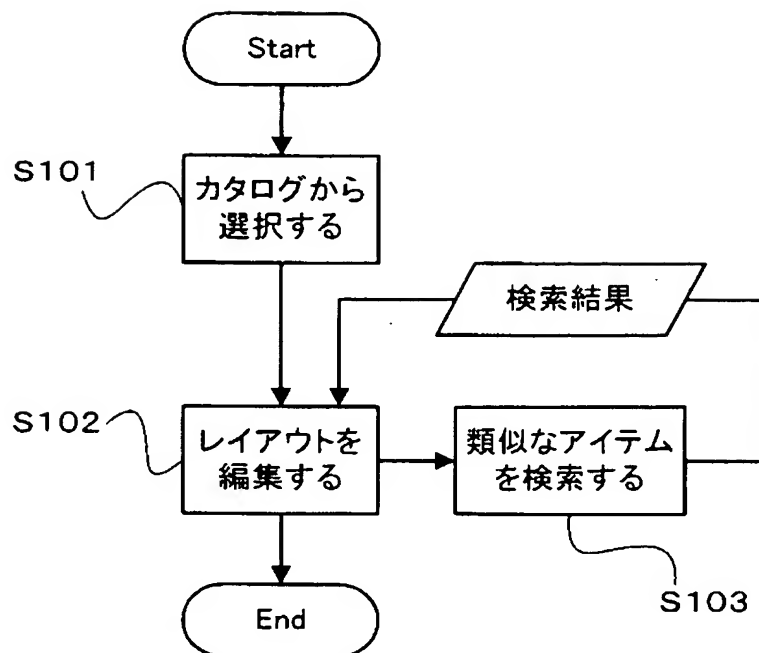 Start
S101
カタログから
選択する
検索結果
S102
レイアウトを
編集する
類似なアイテム
を検索する
S103
End